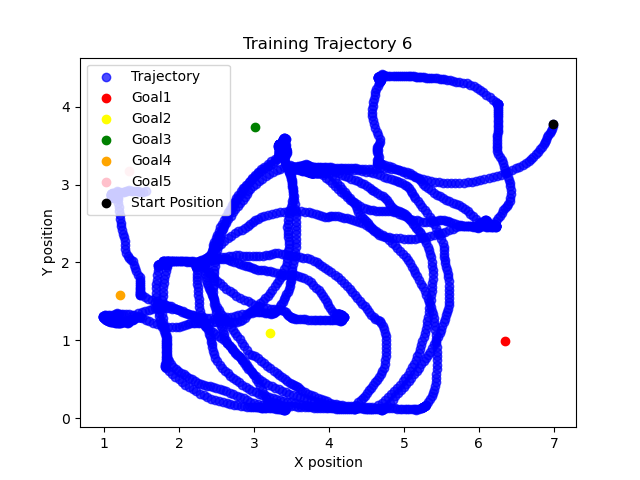 Training Trajectory 6
Trajectory
Goal1
Goal2
Goal3
Goal4
Goal5
Start Position
Y position
4
3
2
1
0
1 2 3 4 5 6 7
X position